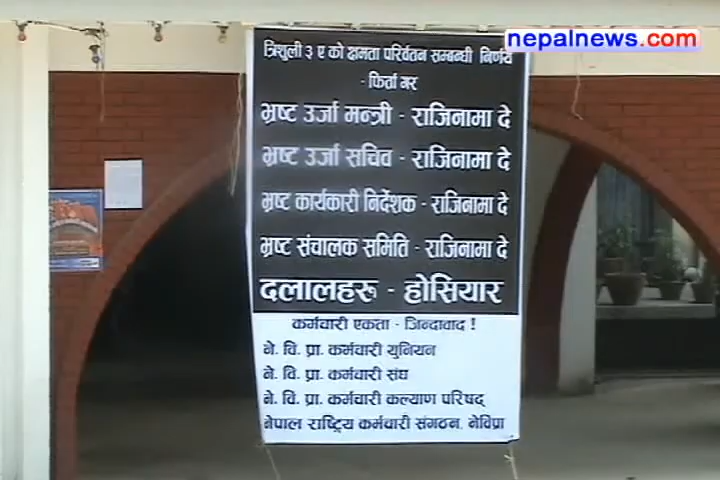 nepalnews.com
त्रिशुली ३ ए को क्षमता परिर्वतन सम्बन्धी निर्णय
- फिर्ता गर
भ्रष्ट उर्जा मन्त्री - राजिनामा दे
भ्रष्ट उर्जा सचिव - राजिनामा दे
भ्रष्ट कार्यकारी निर्देशक - राजिनामा दे
भ्रष्ट संचालक समिति - राजिनामा दे
दलालहरू - होसियार
कर्मचारी एकता - जिन्दावाद !
ने. वि. प्रा. कर्मचारी युनियन
ने. वि. प्रा. कर्मचारी संघ
ने. वि. प्रा. कर्मचारी कल्याण परिषद्
नेपाल राष्ट्रिय कर्मचारी संगठन, नेविप्रा